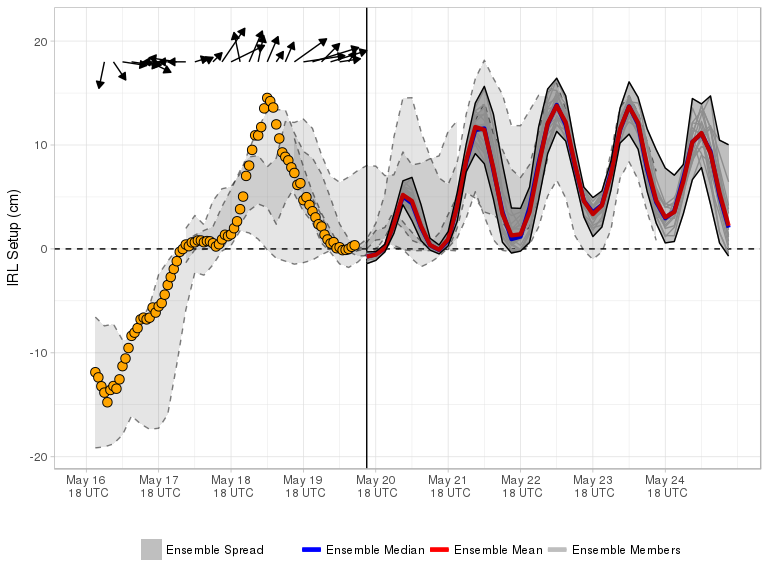 20
10
0
-10
-20
IRL Setup (cm)
May 16
18 UTC
May 17
18 UTC
May 18
18 UTC
May 19
18 UTC
May 20
18 UTC
May 21
18 UTC
May 22
18 UTC
May 23
18 UTC
May 24
18 UTC
Ensemble Spread
Ensemble Median
Ensemble Mean
Ensemble Members